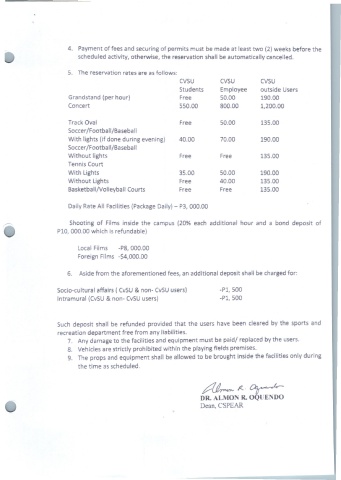 4. Payment of fees and securing of permits must be made at least two (2) weeks before the
scheduled activity, otherwise, the reservation shall be automatically cancelled.
5. The reservation rates are as follows:
CVSU CVSU CVSU
Students Employee outside Users
Grandstand (per hour) Free 50.00 190.00
Concert 550.00 800.00 1,200.00
Track Oval Free 50.00 135.00
Soccer/Football/Baseball
With lights (if done during evening) 40.00 70.00 190.00
Soccer/Football/Baseball
Without lights Free Free 135.00
Tennis Court
With Lights 35.00 50.00 190.00
Without Lights Free 40.00 135.00
Basketball/Volleyball Courts Free Free 135.00
Daily Rate All Facilities (Package Daily) – P3, 000.00
Shooting of Films inside the campus (20% each additional hour and a bond deposit of
P10, 000.00 which is refundable)
Local Films -P8, 000.00
Foreign Films -$4,000.00
6. Aside from the aforementioned fees, an additional deposit shall be charged for:
Socio-cultural affairs ( CvSU & non- CvSU users) -P1, 500
Intramural (CvSU & non- CvSU users) -P1, 500
Such deposit shall be refunded provided that the users have been cleared by the sports and
recreation department free from any liabilities.
7. Any damage to the facilities and equipment must be paid/ replaced by the users.
8. Vehicles are strictly prohibited within the playing fields premises.
9. The props and equipment shall be allowed to be brought inside the facilities only during
the time as scheduled.
Almon R. Oquendo
DR. ALMON R. OQUENDO
Dean, CSPEAR